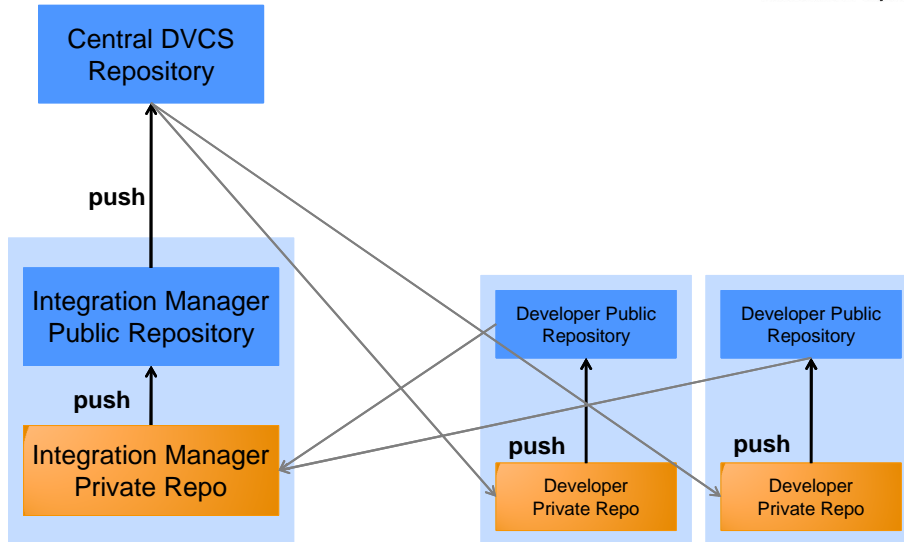 Central DVCS
Repository
push
Integration Manager
Public Repository
push
Integration Manager
Private Repo
Developer Public
Repository
push
Developer
Private Repo
Developer Public
Repository
push
Developer
Private Repo